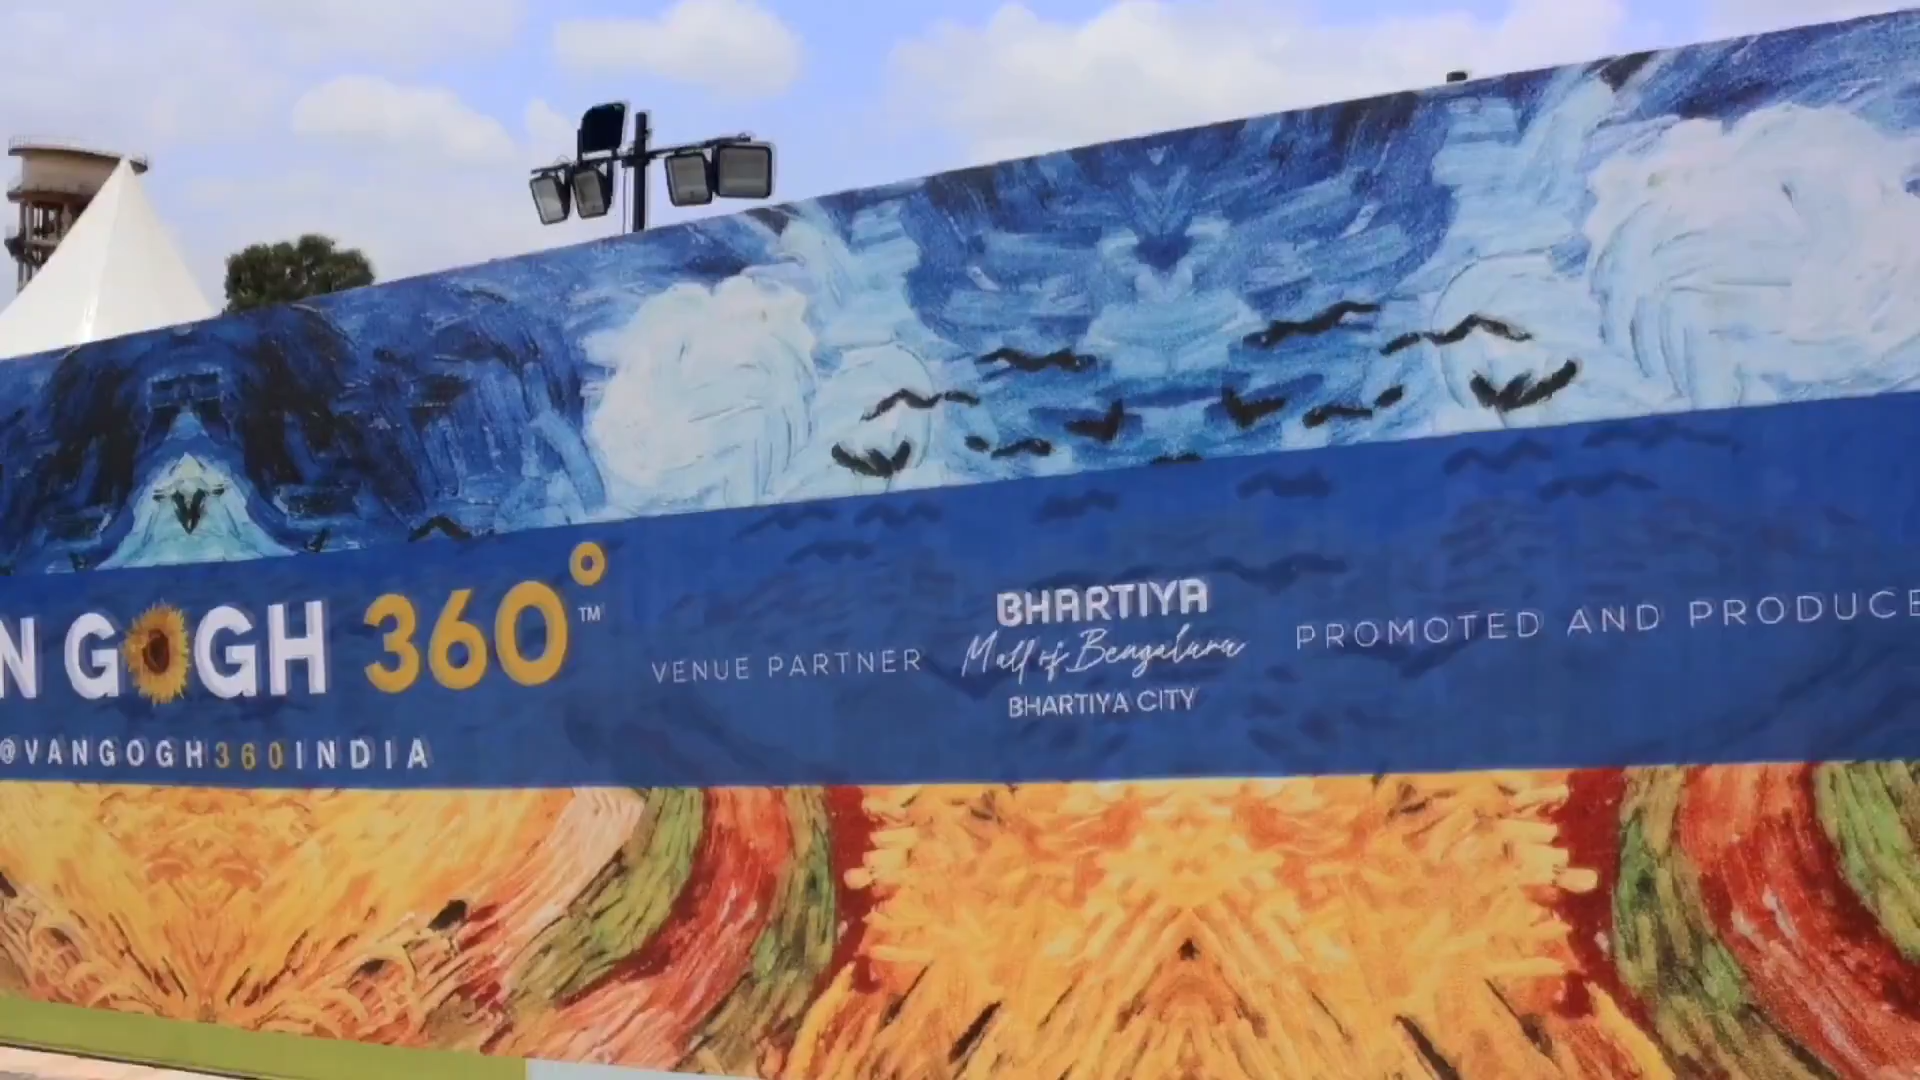 N GOGH 360°™
@VANGOGH360INDIA
VENUE PARTNER
BHARTIYA
Mall of Bengaluru
BHARTIYA CITY
PROMOTED AND PRODUCE